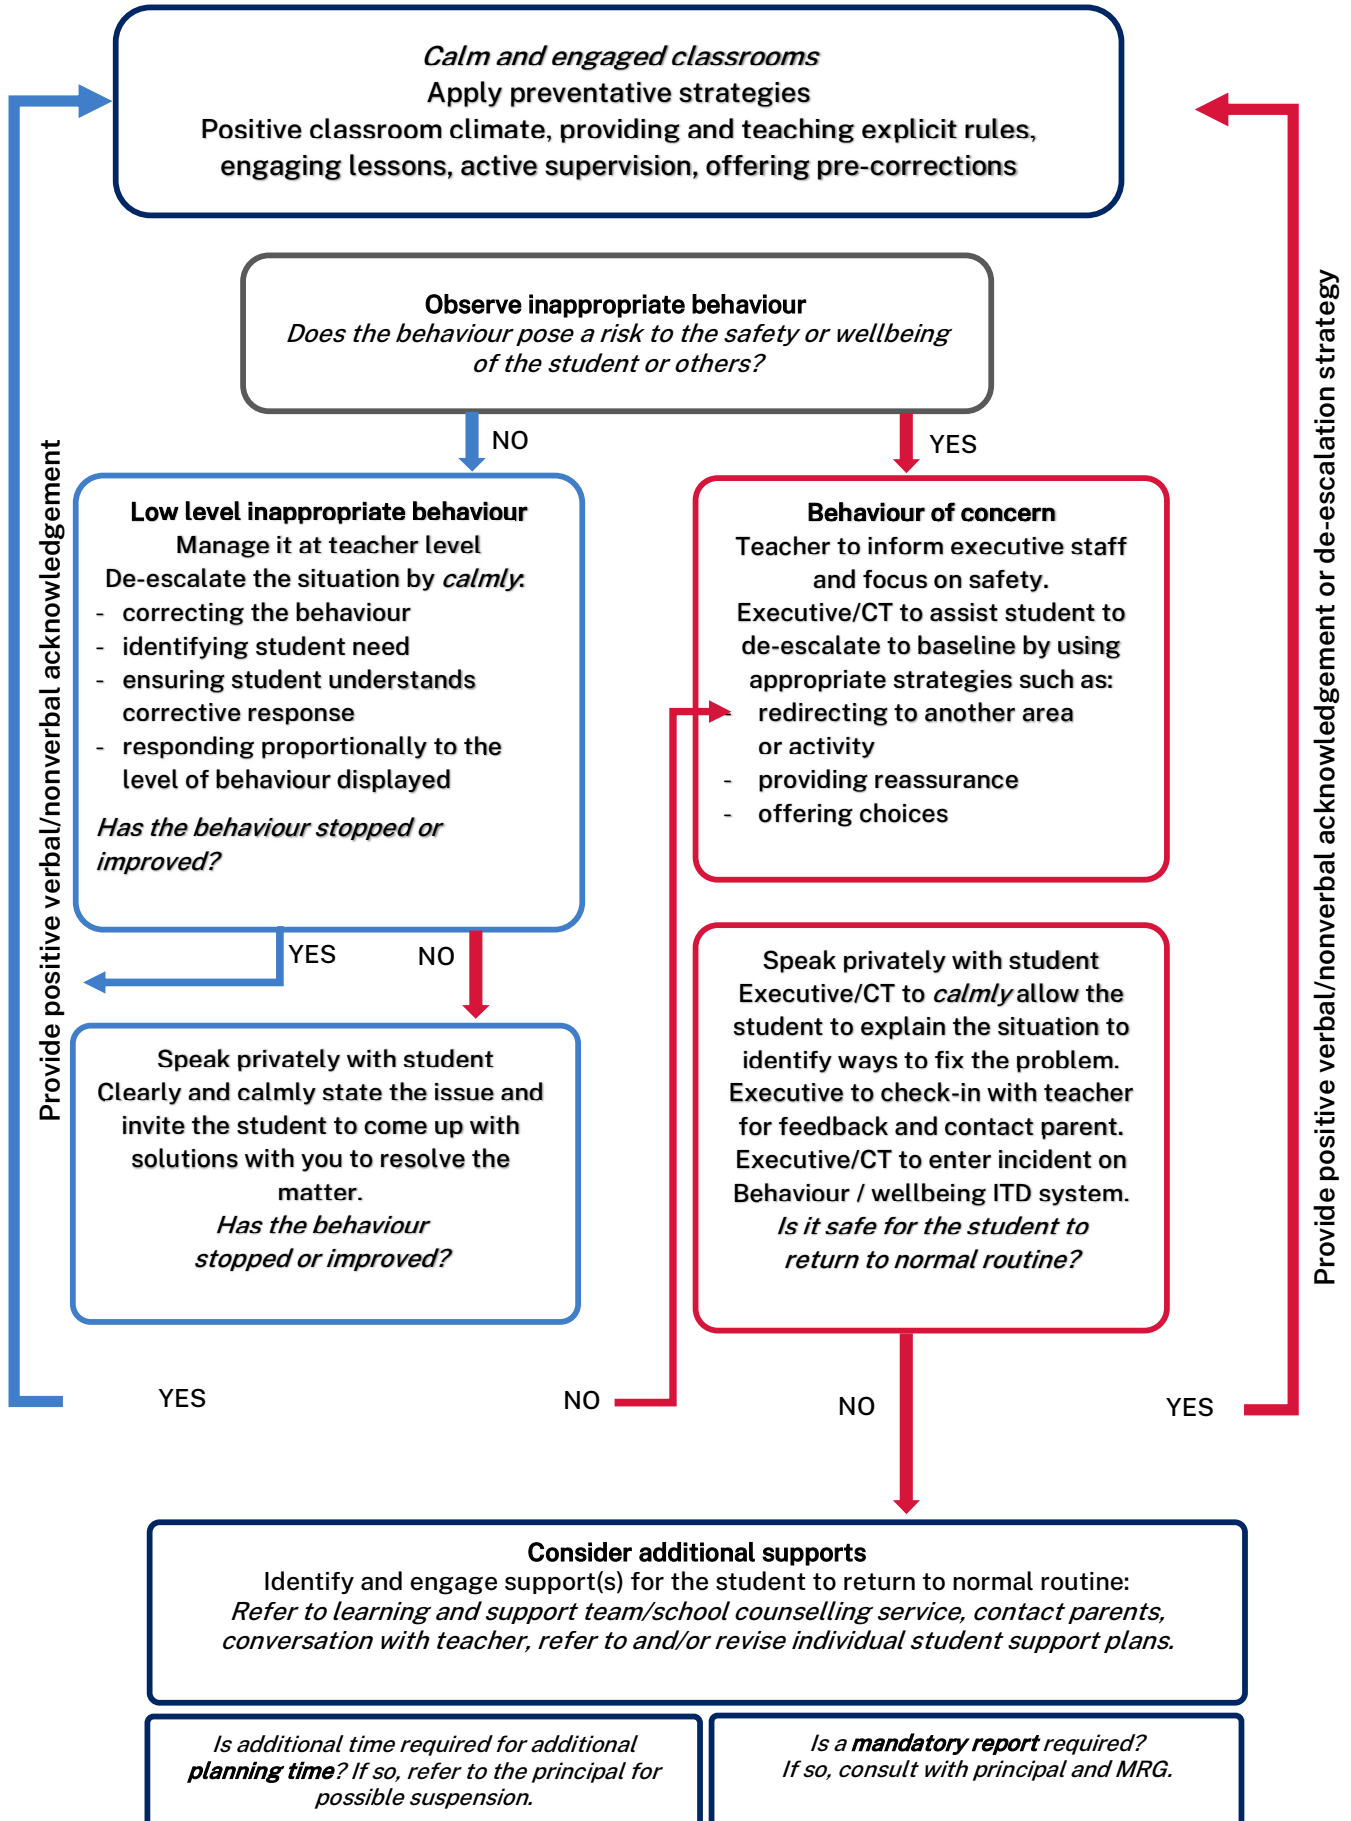 Calm and engaged classrooms
Apply preventative strategies
Positive classroom climate, providing and teaching explicit rules,
engaging lessons, active supervision, offering pre-corrections
Observe inappropriate behaviour
Does the behaviour pose a risk to the safety or wellbeing
of the student or others?
NO
YES
Low level inappropriate behaviour
Manage it at teacher level
De-escalate the situation by calmly:
- correcting the behaviour
- identifying student need
- ensuring student understands
corrective response
- responding proportionally to the
level of behaviour displayed
Has the behaviour stopped or
improved?
Behaviour of concern
Teacher to inform executive staff
and focus on safety.
Executive/CT to assist student to
de-escalate to baseline by using
appropriate strategies such as:
- redirecting to another area
or activity
- providing reassurance
- offering choices
YES
NO
Speak privately with student
Clearly and calmly state the issue and
invite the student to come up with
solutions with you to resolve the
matter.
Has the behaviour
stopped or improved?
Speak privately with student
Executive/CT to calmly allow the
student to explain the situation to
identify ways to fix the problem.
Executive to check-in with teacher
for feedback and contact parent.
Executive/CT to enter incident on
Behaviour / wellbeing ITD system.
Is it safe for the student to
return to normal routine?
YES
NO
NO
YES
Provide positive verbal/nonverbal acknowledgement
Provide positive verbal/nonverbal acknowledgement or de-escalation strategy
Consider additional supports
Identify and engage support(s) for the student to return to normal routine:
Refer to learning and support team/school counselling service, contact parents,
conversation with teacher, refer to and/or revise individual student support plans.
Is additional time required for additional
planning time? If so, refer to the principal for
possible suspension.
Is a mandatory report required?
If so, consult with principal and MRG.